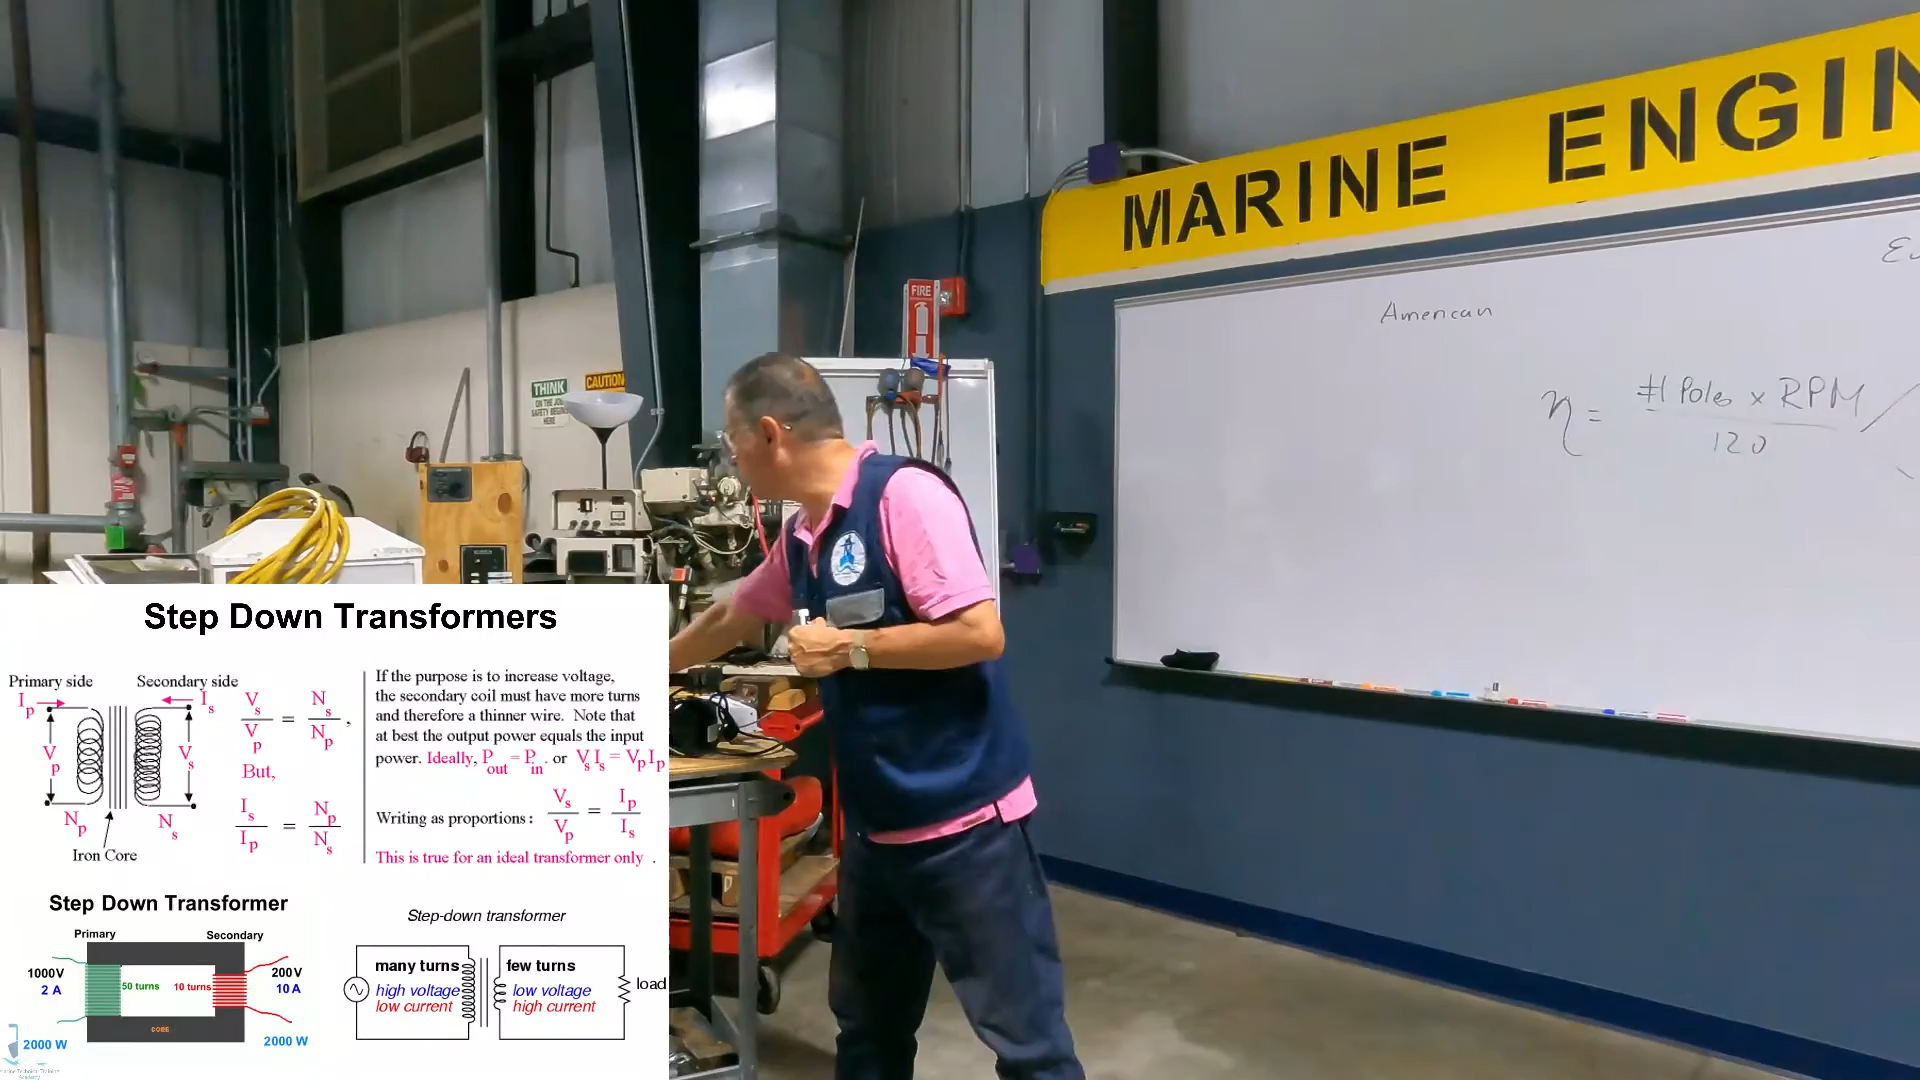 MARINE ENGIN
FIRE
American
η = # Poles x RPM
120
THINK
ON THE JOB
SAFETY BEGINS
HERE
CAUTION
Step Down Transformers
Primary side
Secondary side
Ip
Is
Vp
Vs
Np
Ns
Iron Core
Vs/Vp = Ns/Np ,
But,
Is/Ip = Np/Ns
If the purpose is to increase voltage,
the secondary coil must have more turns
and therefore a thinner wire. Note that
at best the output power equals the input
power. Ideally, Pout = Pin. or VsIs = VpIp
Writing as proportions: Vs/Vp = Ip/Is
This is true for an ideal transformer only .
Step Down Transformer
Primary
Secondary
1000V
2 A
50 turns
10 turns
200V
10 A
CORE
2000 W
2000 W
Step-down transformer
many turns
high voltage
low current
few turns
low voltage
high current
load